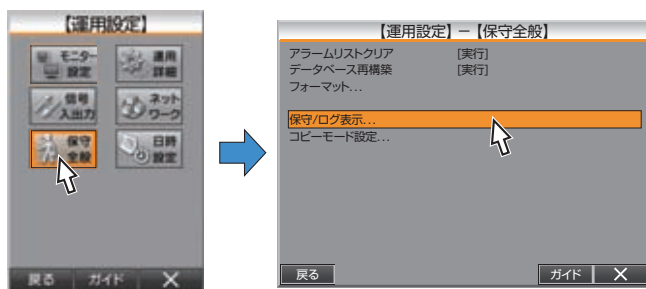 【運用設定】
モニター
設定
運用
詳細
信号
入出力
ネット
ワーク
保守
全般
日時
設定
戻る ガイド ×
【運用設定】－【保守全般】
アラームリストクリア [実行]
データベース再構築 [実行]
フォーマット...
保守/ログ表示...
コピーモード設定...
戻る ガイド ×